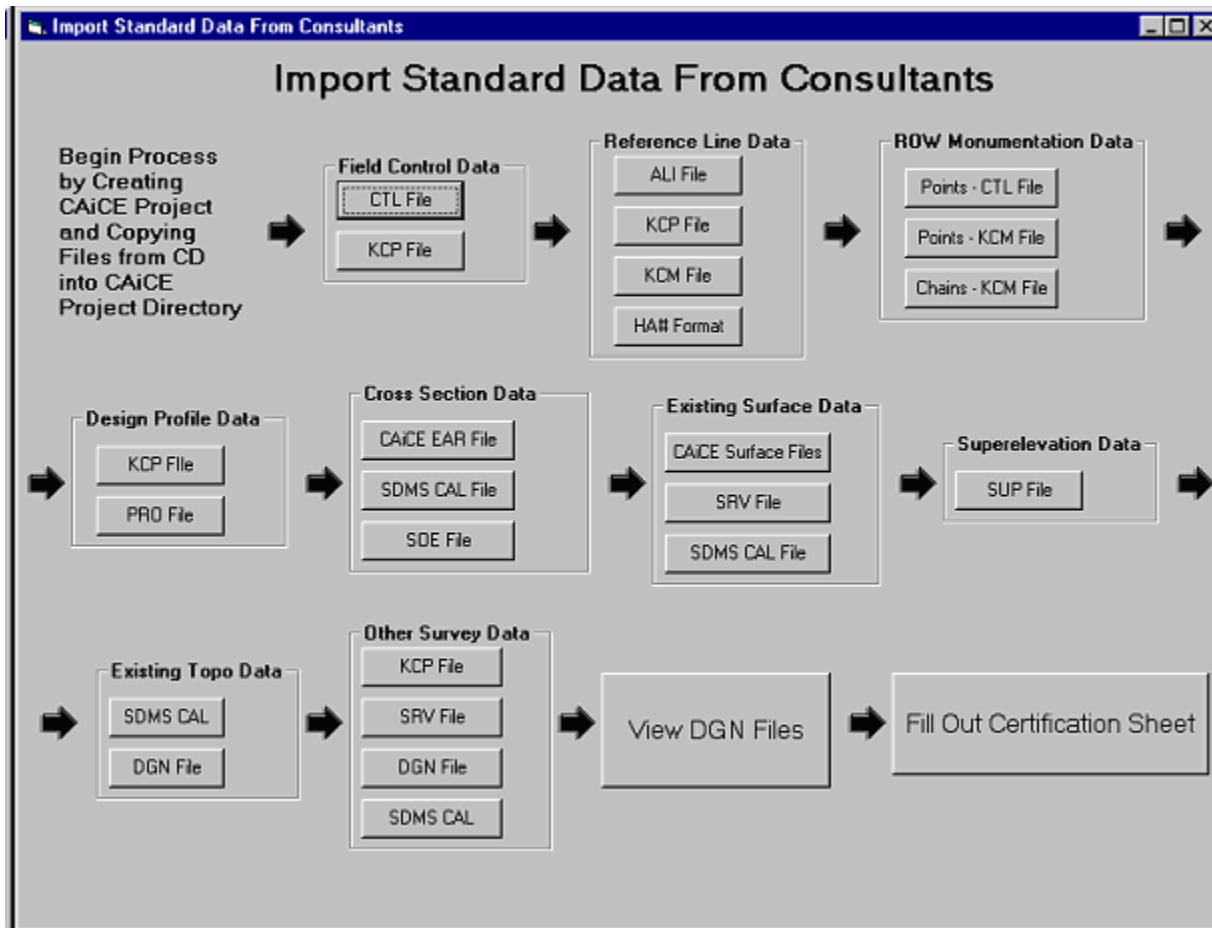 Import Standard Data From Consultants
Import Standard Data From Consultants
Begin Process
by Creating
CAiCE Project
and Copying
Files from CD
into CAiCE
Project Directory
Field Control Data
CTL File
KCP File
Reference Line Data
ALI File
KCP File
KCM File
HA# Format
ROW Monumentation Data
Points - CTL File
Points - KCM File
Chains - KCM File
Design Profile Data
KCP FIle
PRO File
Cross Section Data
CAiCE EAR File
SDMS CAL File
SOE File
Existing Surface Data
CAiCE Surface Files
SRV File
SDMS CAL File
Superelevation Data
SUP File
Existing Topo Data
SDMS CAL
DGN File
Other Survey Data
KCP File
SRV File
DGN File
SDMS CAL
View DGN Files
Fill Out Certification Sheet